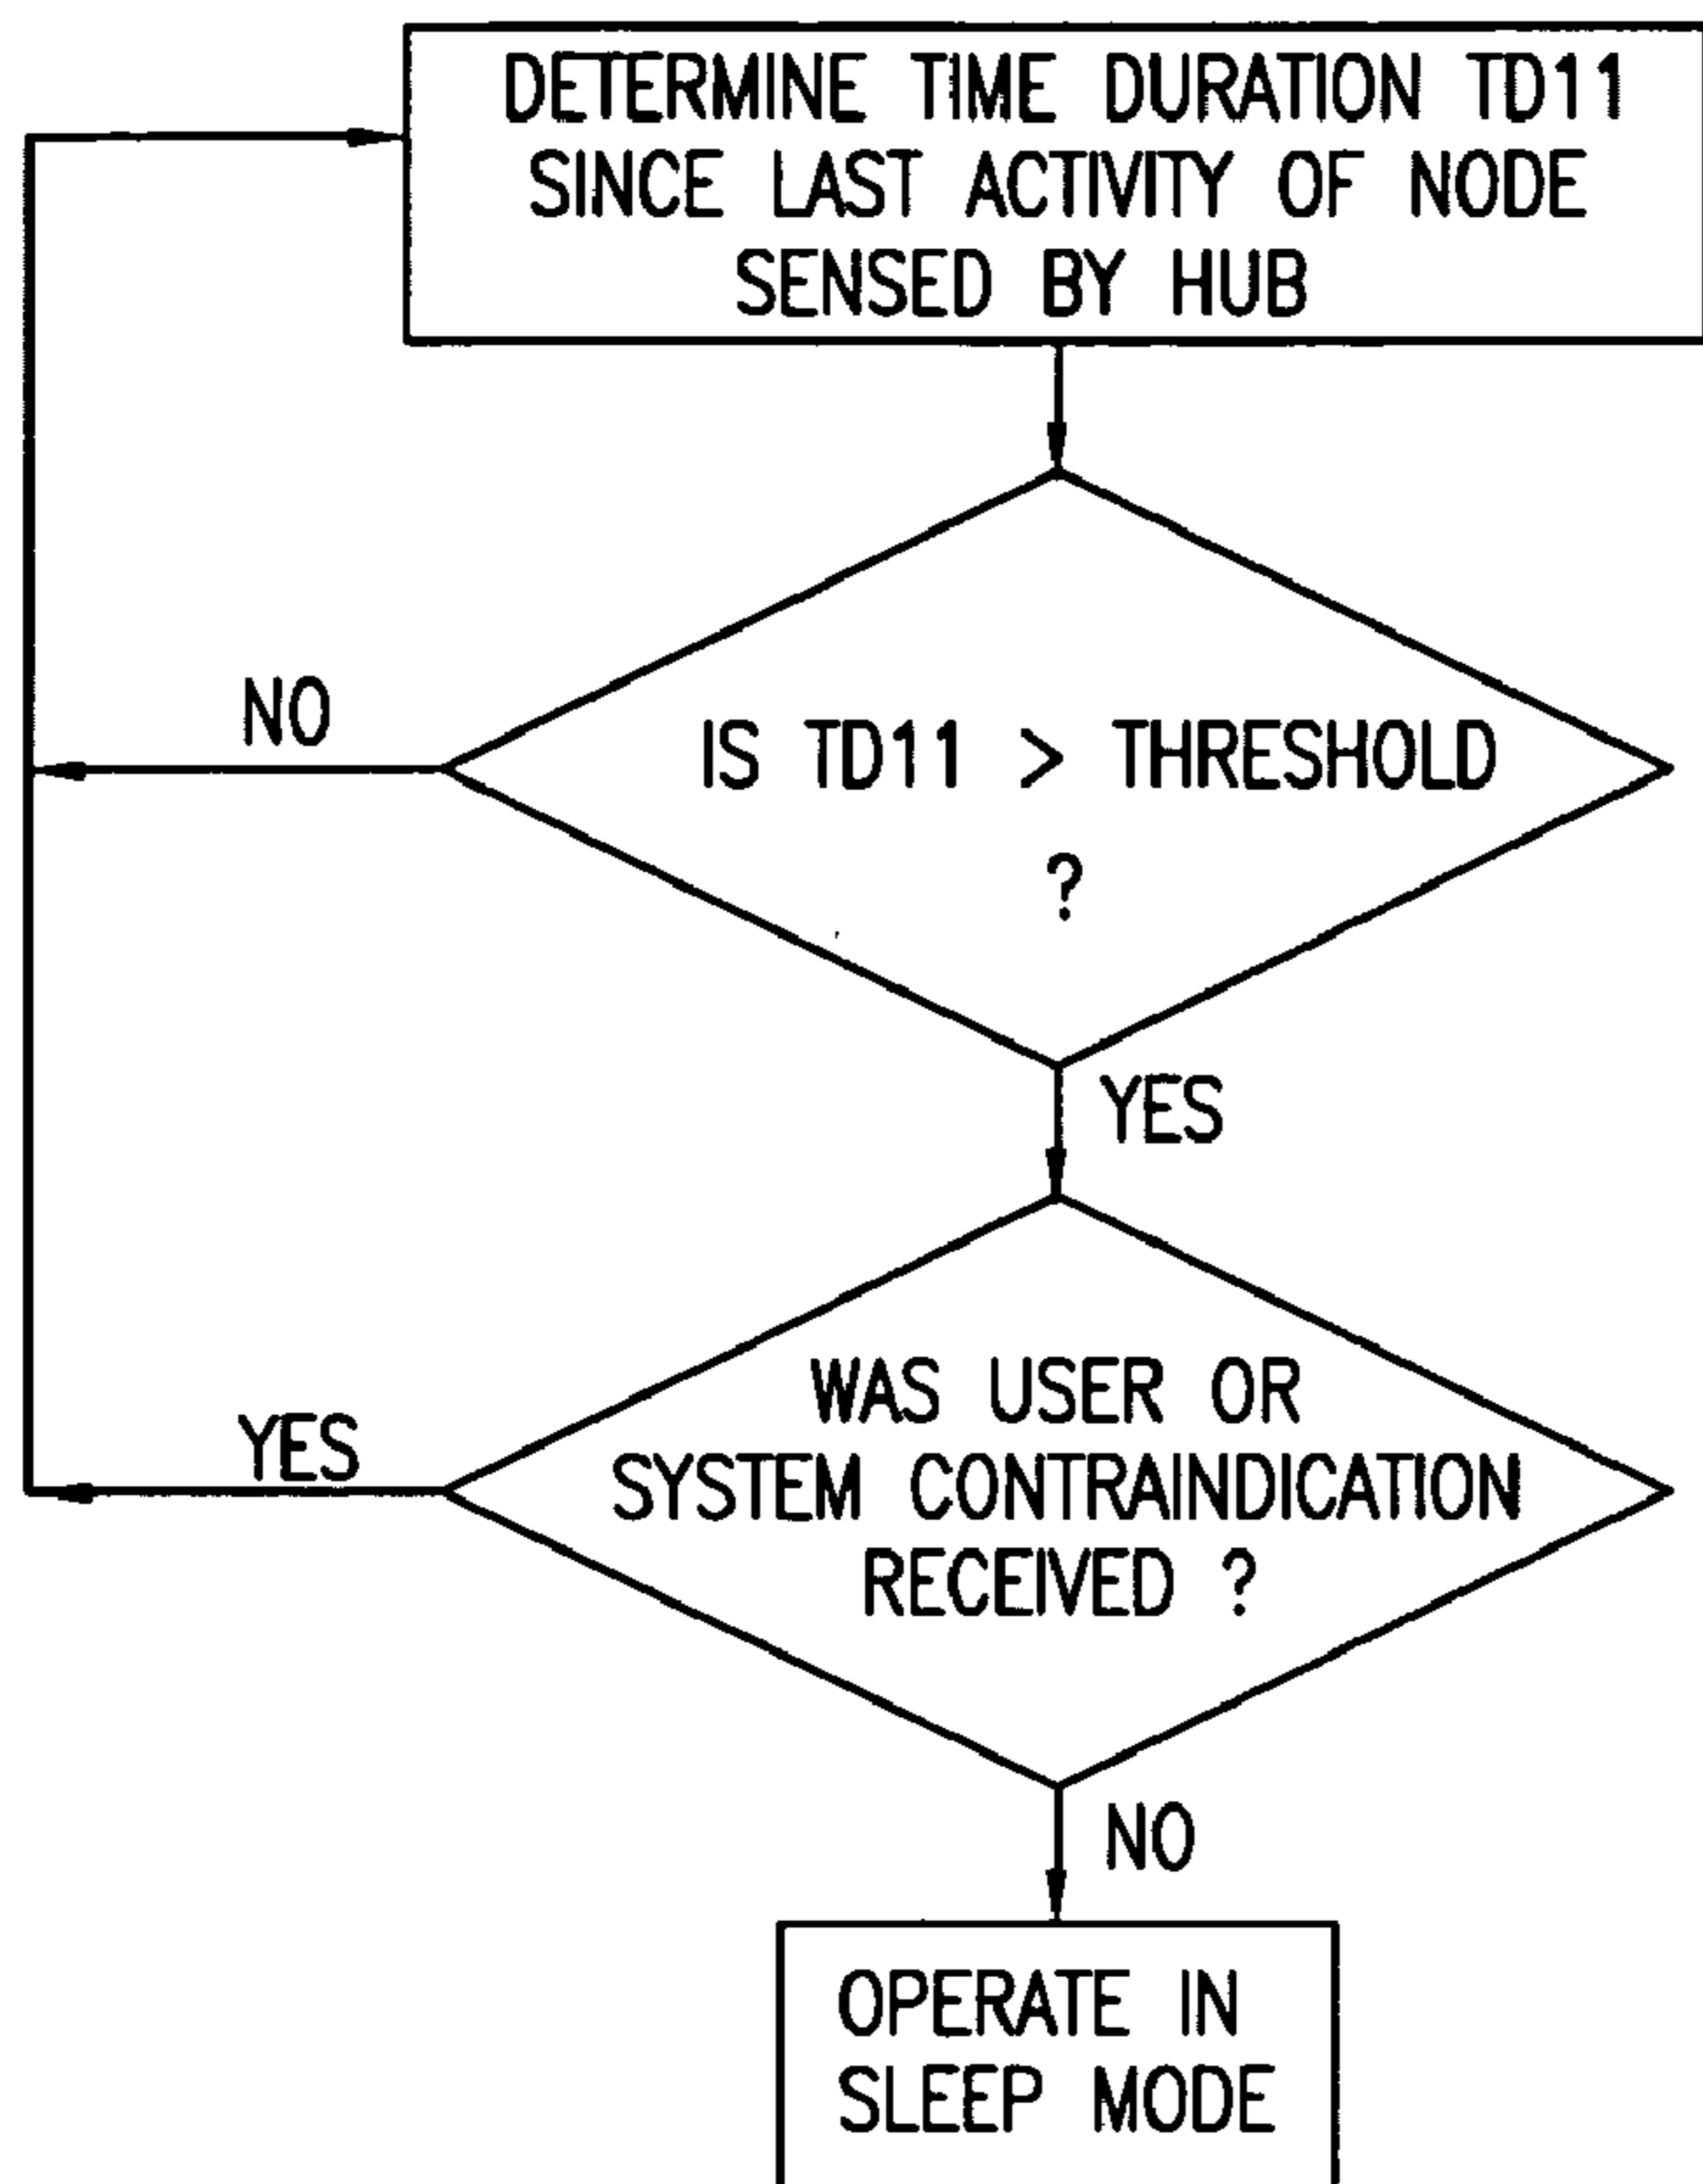 DETERMINE TIME DURATION TD11
SINCE LAST ACTIVITY OF NODE
SENSED BY HUB
NO
IS TD11 > THRESHOLD
?
YES
WAS USER OR
SYSTEM CONTRAINDICATION
RECEIVED ?
YES
NO
OPERATE IN
SLEEP MODE